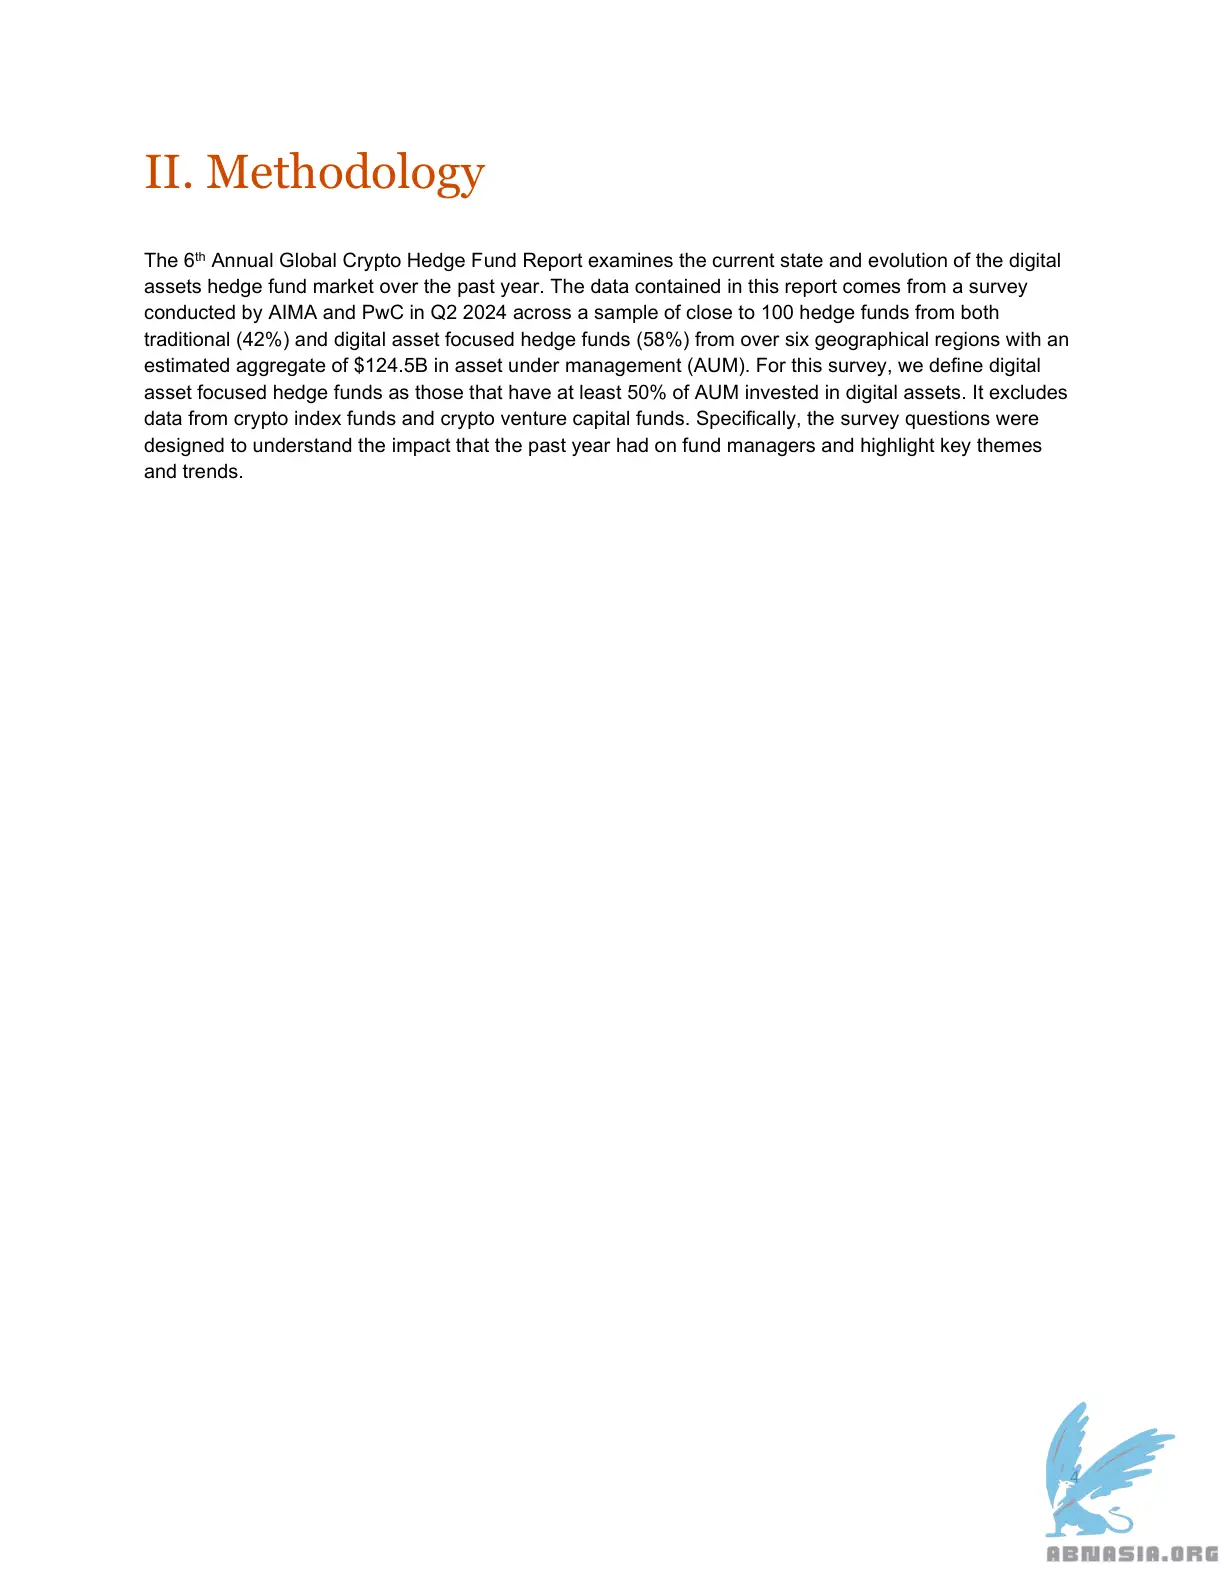 II. Methodology
The 6th Annual Global Crypto Hedge Fund Report examines the current state and evolution of the digital
assets hedge fund market over the past year. The data contained in this report comes from a survey
conducted by AIMA and PwC in Q2 2024 across a sample of close to 100 hedge funds from both
traditional (42%) and digital asset focused hedge funds (58%) from over six geographical regions with an
estimated aggregate of $124.5B in asset under management (AUM). For this survey, we define digital
asset focused hedge funds as those that have at least 50% of AUM invested in digital assets. It excludes
data from crypto index funds and crypto venture capital funds. Specifically, the survey questions were
designed to understand the impact that the past year had on fund managers and highlight key themes
and trends.
4
ABNASIA.ORG